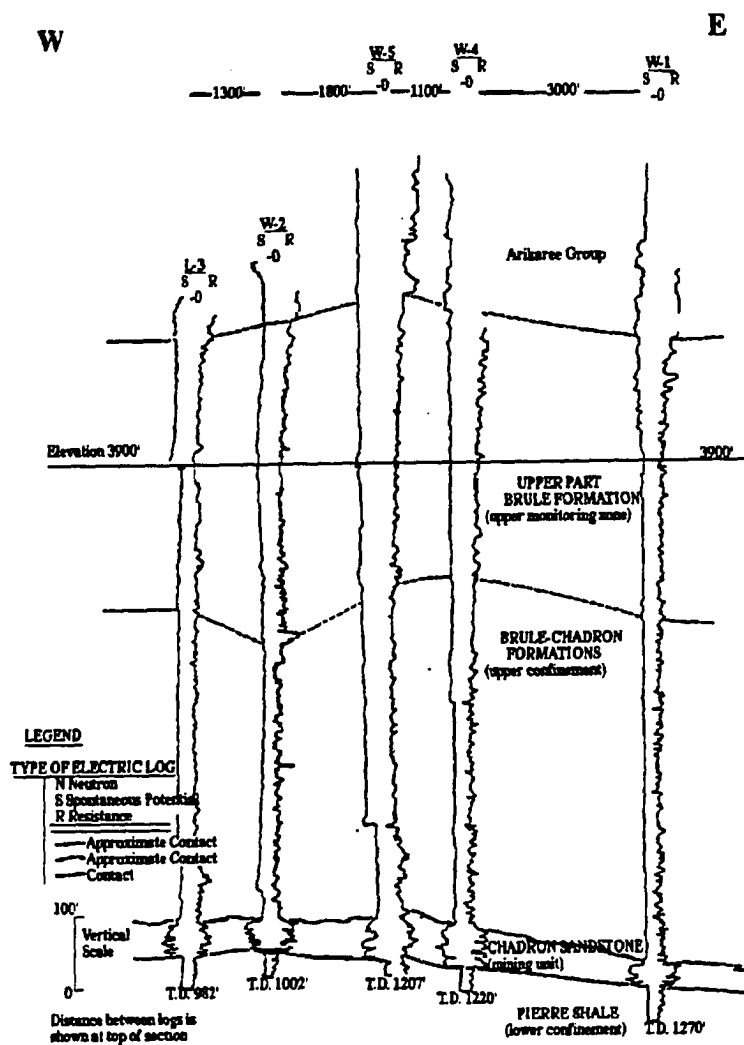 W
E
W-5
S R
-0
W-4
S R
-0
W-1
S R
-0
1300'
1800'
1100'
3000'
W-2
S R
-0
L-3
S R
-0
Arikaree Group
Elevation 3900'
3900'
UPPER PART
BRULE FORMATION
(upper monitoring zone)
BRULE-CHADRON
FORMATIONS
(upper confinement)
LEGEND
TYPE OF ELECTRIC LOG
N Neutron
S Spontaneous Potential
R Resistance
Approximate Contact
Approximate Contact
Contact
100'
Vertical
Scale
0
CHADRON SANDSTONE
(mining unit)
T.D. 982'
T.D. 1002'
T.D. 1207'
T.D. 1220'
PIERRE SHALE
(lower confinement)
T.D. 1270'
Distance between logs is
shown at top of section